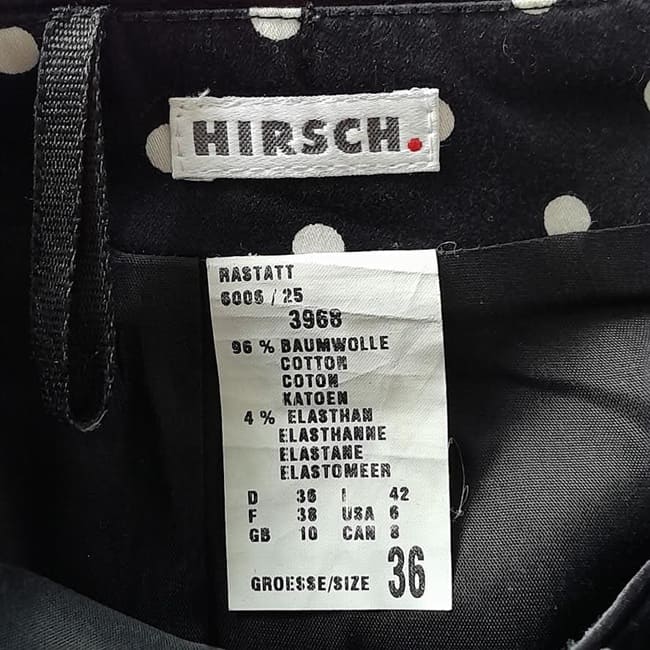 HIRSCH.
RASTATT
6006 / 25
3968
96 % BAUMWOLLE
COTTON
COTON
KATOEN
4 % ELASTHAN
ELASTHANNE
ELASTANE
ELASTOMEER
D 36 I 42
F 38 USA 6
GB 10 CAN 8
GROESSE/SIZE 36